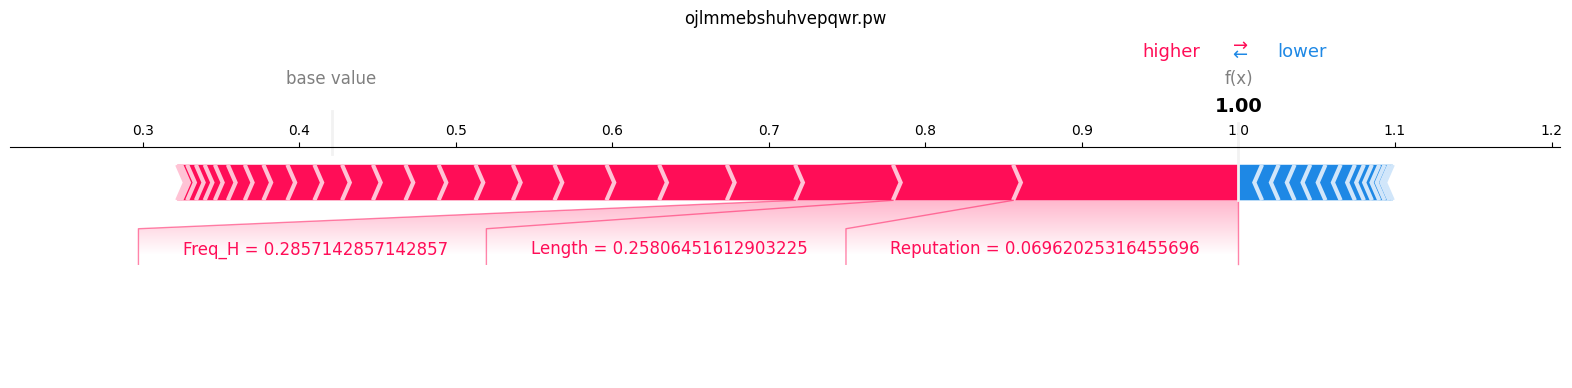 ojlmmebshuhvepqwr.pw
higher → ← lower
base value f(x)
1.00
0.3 0.4 0.5 0.6 0.7 0.8 0.9 1.0 1.1 1.2
Freq_H = 0.2857142857142857 Length = 0.25806451612903225 Reputation = 0.06962025316455696